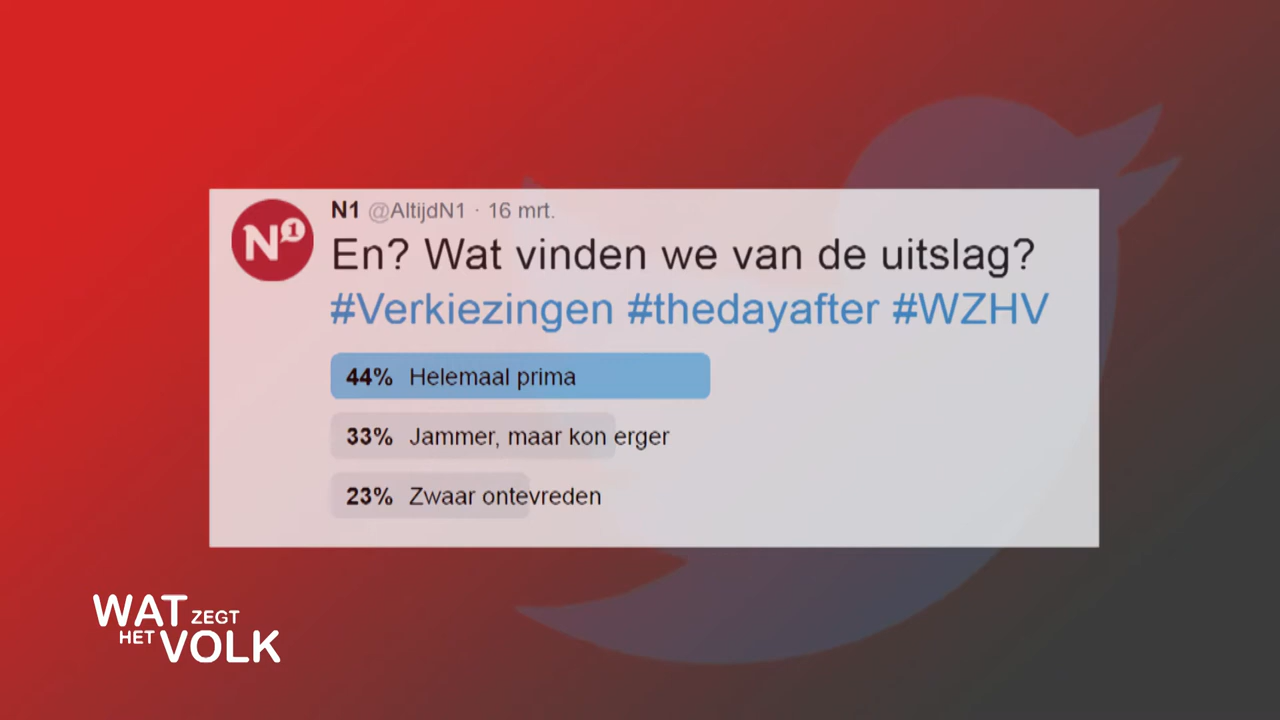 N1 @AltijdN1 · 16 mrt.
En? Wat vinden we van de uitslag?
#Verkiezingen #thedayafter #WZHV
44% Helemaal prima
33% Jammer, maar kon erger
23% Zwaar ontevreden
N1
WAT ZEGT
HET VOLK